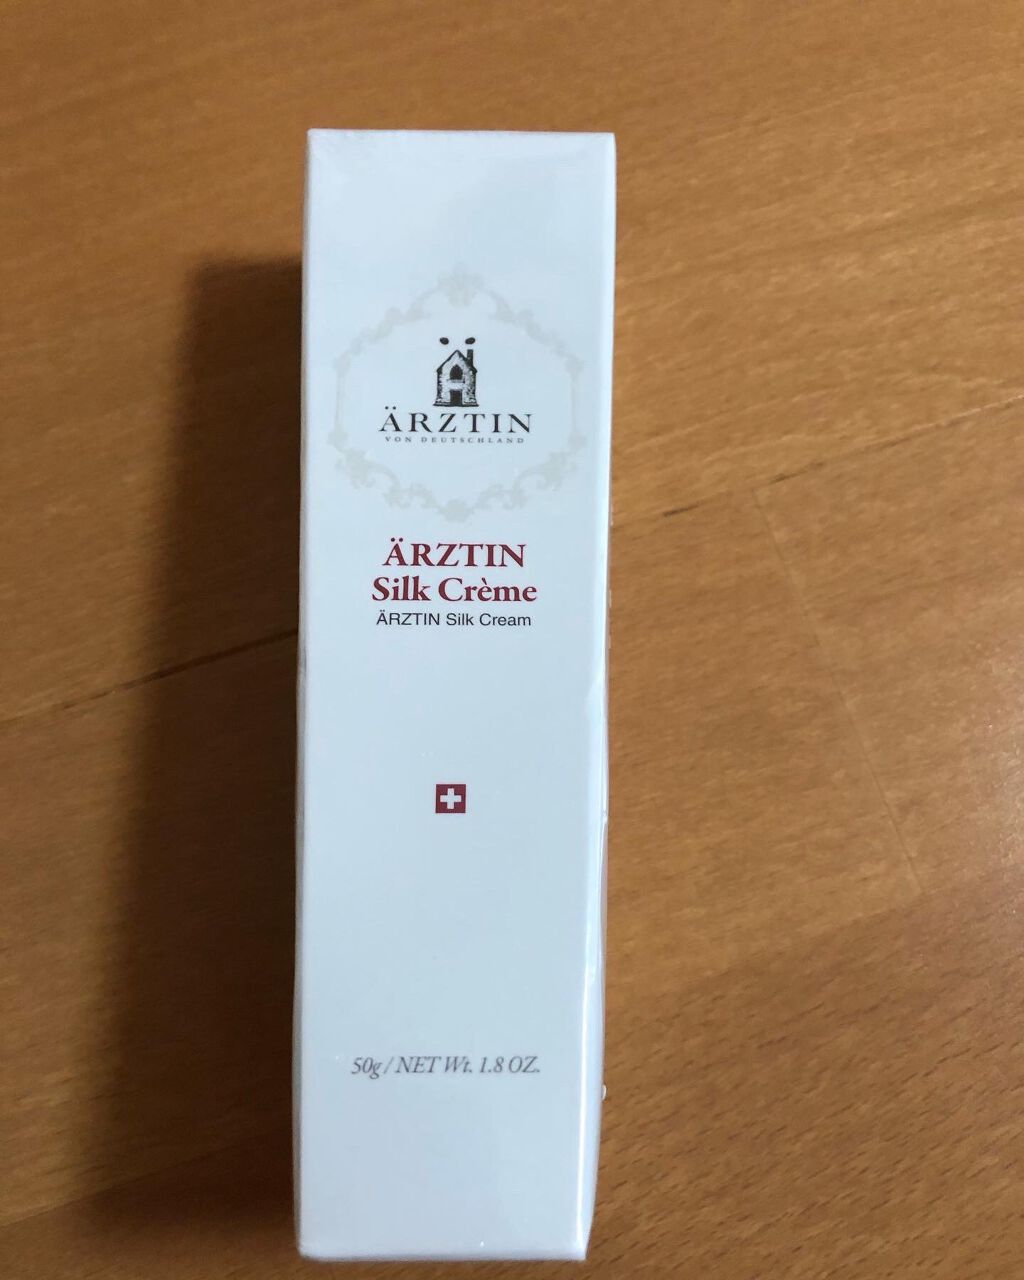 ÄRZTIN
VON DEUTSCHLAND
ÄRZTIN
Silk Crème
ÄRZTIN Silk Cream
50g / NET Wt. 1.8 OZ.